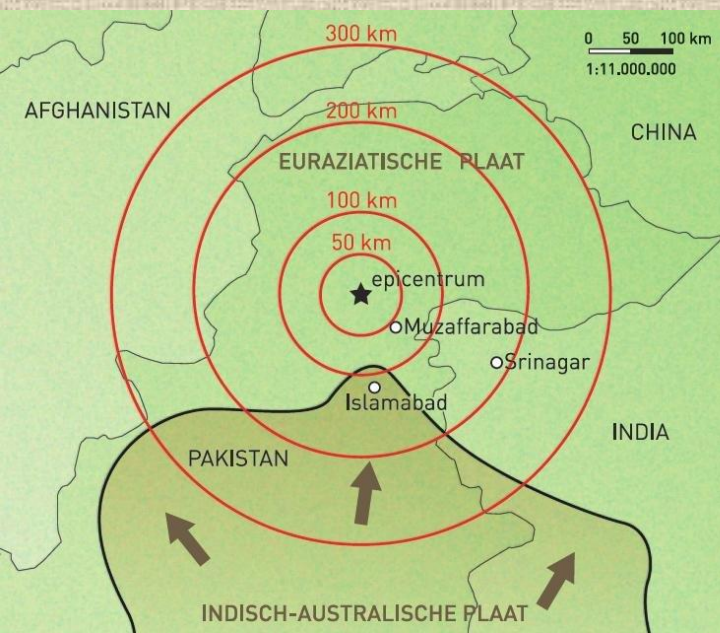 300 km
0 50 100 km
1:11.000.000
AFGHANISTAN
200 km
CHINA
EURAZIATISCHE PLAAT
100 km
50 km
epicentrum
Muzaffarabad
Srinagar
Islamabad
INDIA
PAKISTAN
INDISCH-AUSTRALISCHE PLAAT